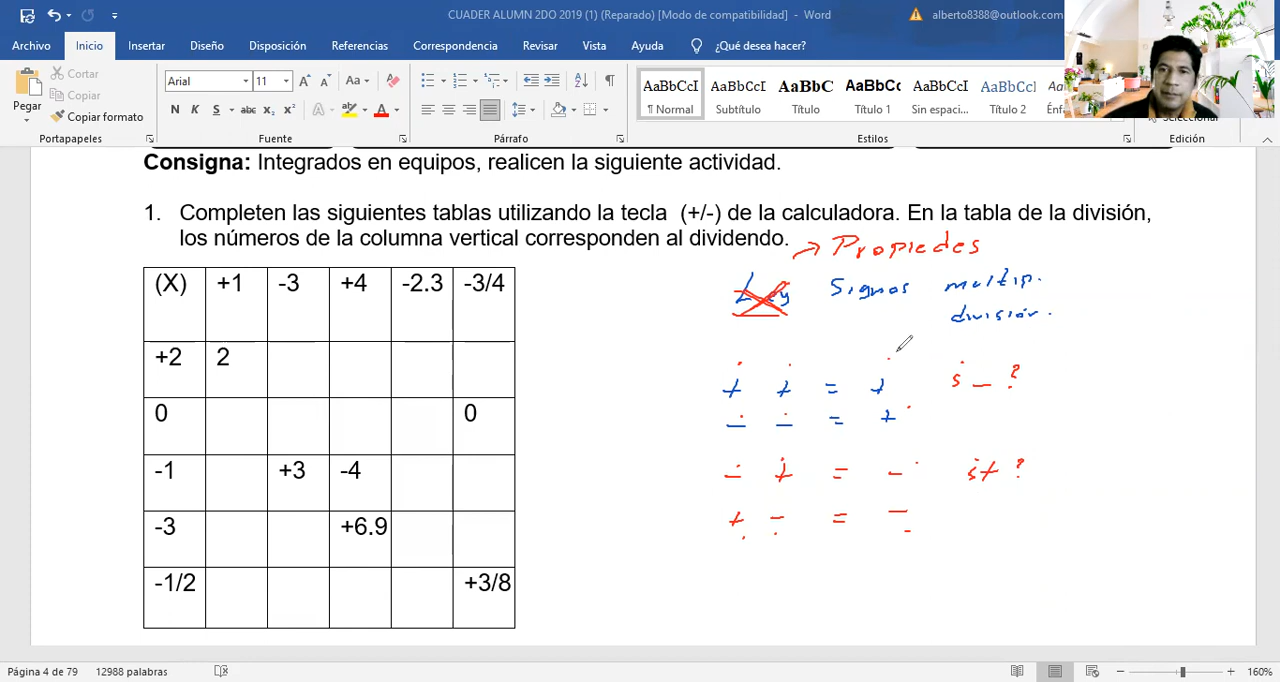 CUADER ALUMN 2DO 2019 (1) (Reparado) [Modo de compatibilidad] - Word
alberto8388@outlook.com
Archivo Inicio Insertar Diseño Disposición Referencias Correspondencia Revisar Vista Ayuda ¿Qué desea hacer?
Pegar
Cortar
Copiar
Copiar formato
Portapapeles
Arial 11
N K S abc x₂ x²
Fuente
Párrafo
AaBbCcI AaBbCcI AaBbC AaBbCc AaBbCcI AaBbCcI
¶ Normal Subtítulo Título Título 1 Sin espaci... Título 2
Estilos
Edición
Consigna: Integrados en equipos, realicen la siguiente actividad.
1. Completen las siguientes tablas utilizando la tecla (+/-) de la calculadora. En la tabla de la división,
los números de la columna vertical corresponden al dividendo.
→ Propiedes
Ley Signos multip.
división.
(X) +1 -3 +4 -2.3 -3/4
+2 2
0 0
-1 +3 -4
-3 +6.9
-1/2 +3/8
+ + = + s _ ?
- - = +
- + = - s+ ?
+ - = -
Página 4 de 79 12988 palabras
160%